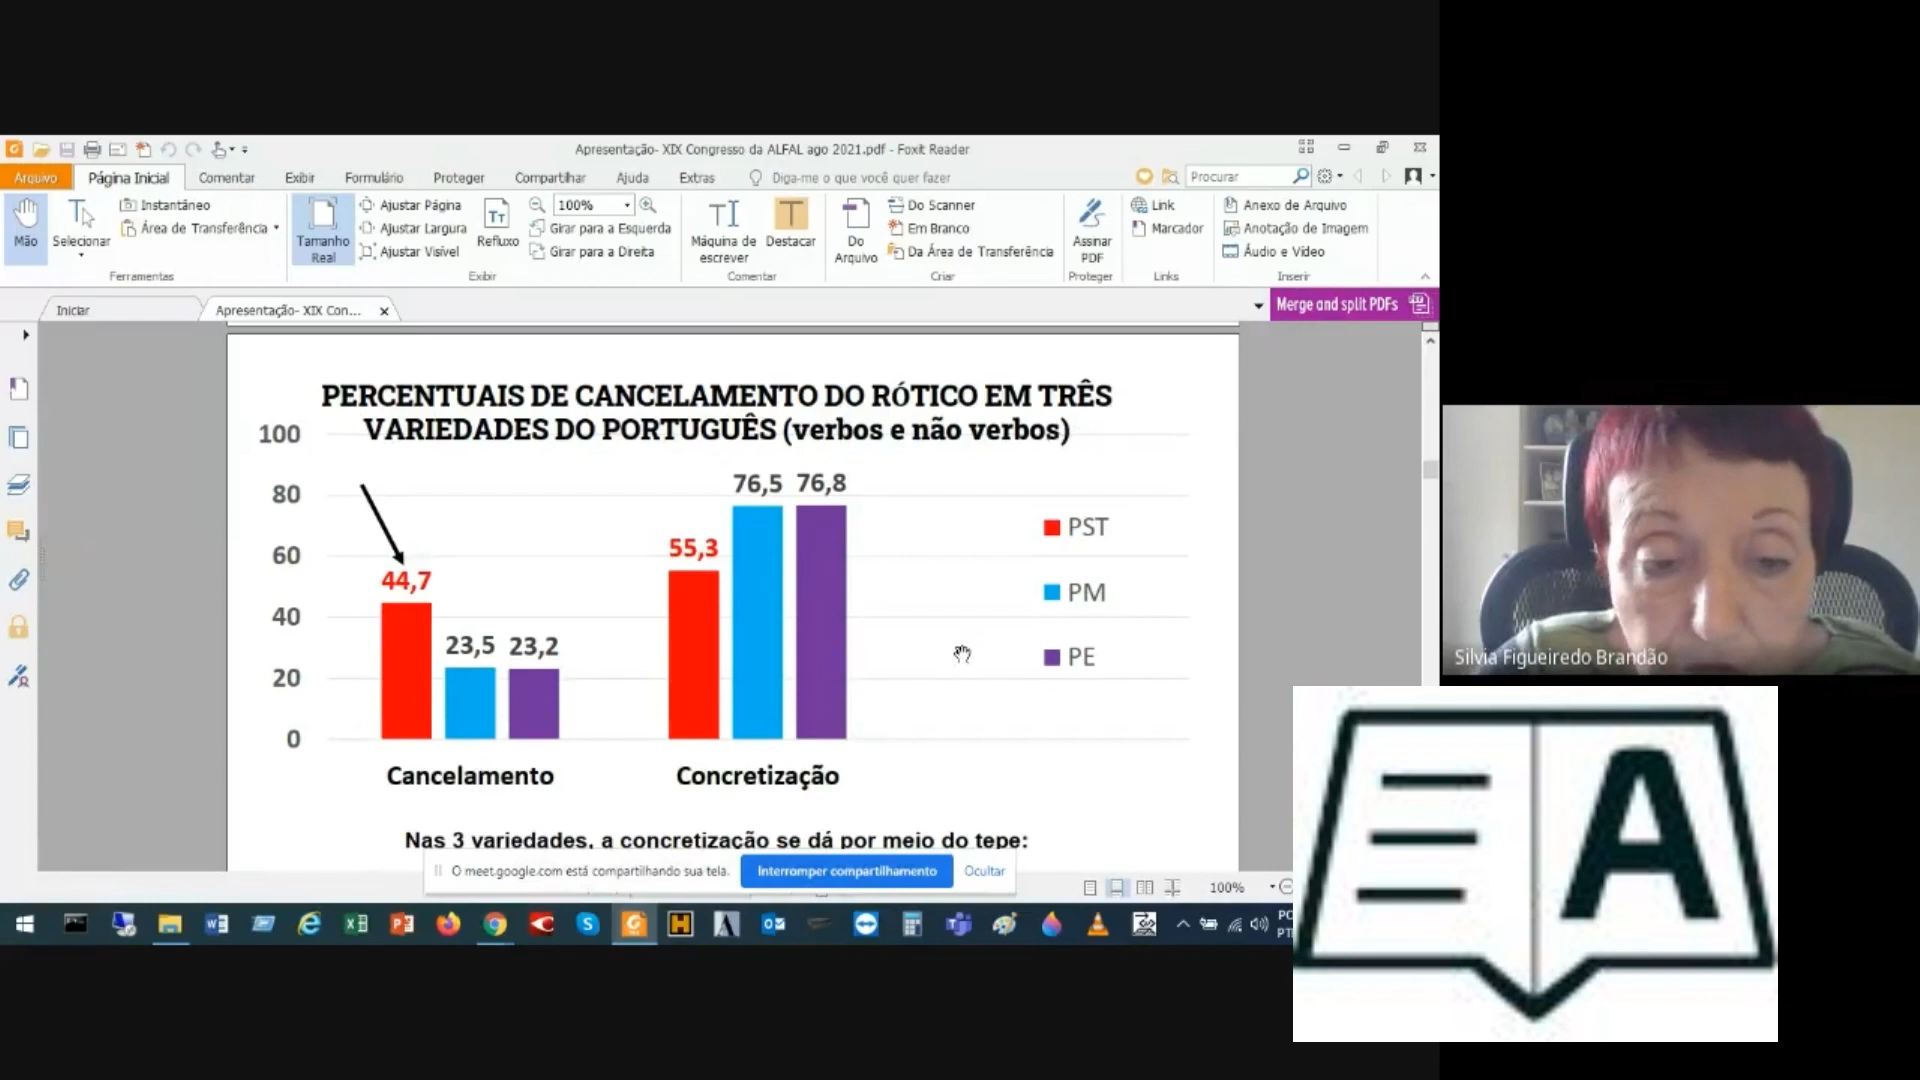 Apresentação- XIX Congresso da ALFAL ago 2021.pdf - Foxit Reader
Arquivo Página Inicial Comentar Exibir Formulário Proteger Compartilhar Ajuda Extras Diga-me o que você quer fazer Procurar
Mão
Selecionar
Instantâneo
Área de Transferência
Ferramentas
Tamanho
Real
Ajustar Página
Ajustar Largura
Ajustar Visível
Refluxo
100%
Girar para a Esquerda
Girar para a Direita
Exibir
Máquina de
escrever
Destacar
Comentar
Do
Arquivo
Do Scanner
Em Branco
Da Área de Transferência
Criar
Assinar
PDF
Proteger
Link
Marcador
Links
Anexo de Arquivo
Anotação de Imagem
Áudio e Vídeo
Inserir
Iniciar
Apresentação- XIX Con...
Merge and split PDFs
PERCENTUAIS DE CANCELAMENTO DO RÓTICO EM TRÊS
VARIEDADES DO PORTUGUÊS (verbos e não verbos)
100
80
60
40
20
0
44,7
23,5
23,2
55,3
76,5
76,8
PST
PM
PE
Cancelamento
Concretização
Nas 3 variedades, a concretização se dá por meio do tepe:
O meet.google.com está compartilhando sua tela.
Interromper compartilhamento
Ocultar
100%
Silvia Figueiredo Brandão
A